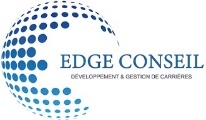 EDGE CONSEIL
DÉVELOPPEMENT & GESTION DE CARRIÈRES